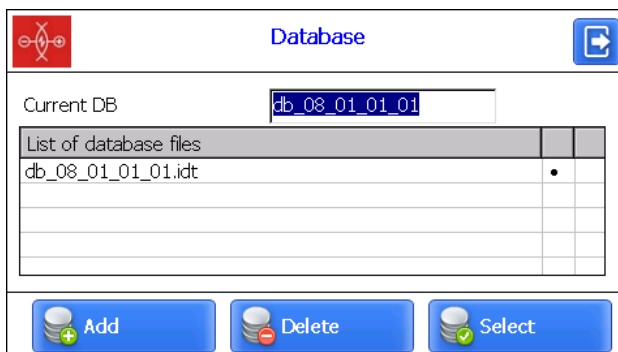 Database
Current DB db_08_01_01_01
List of database files
db_08_01_01_01.idt •
Add Delete Select